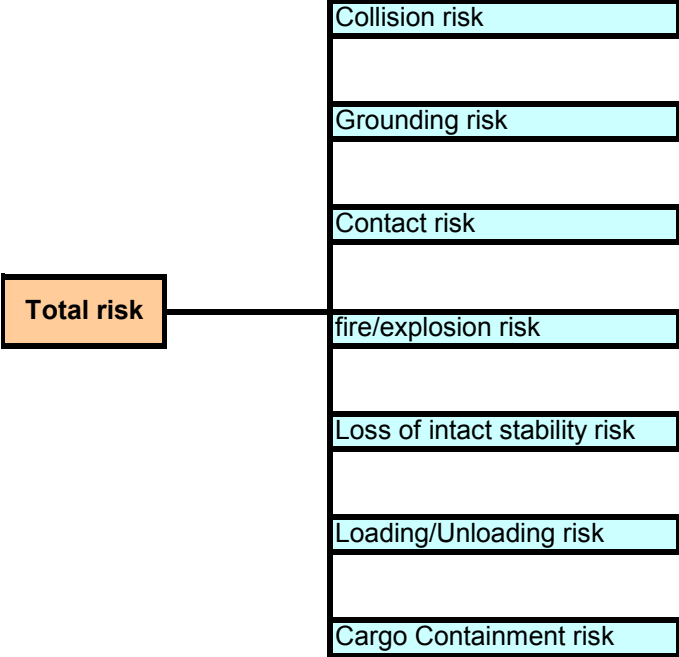 Collision risk
Grounding risk
Contact risk
Total risk
fire/explosion risk
Loss of intact stability risk
Loading/Unloading risk
Cargo Containment risk